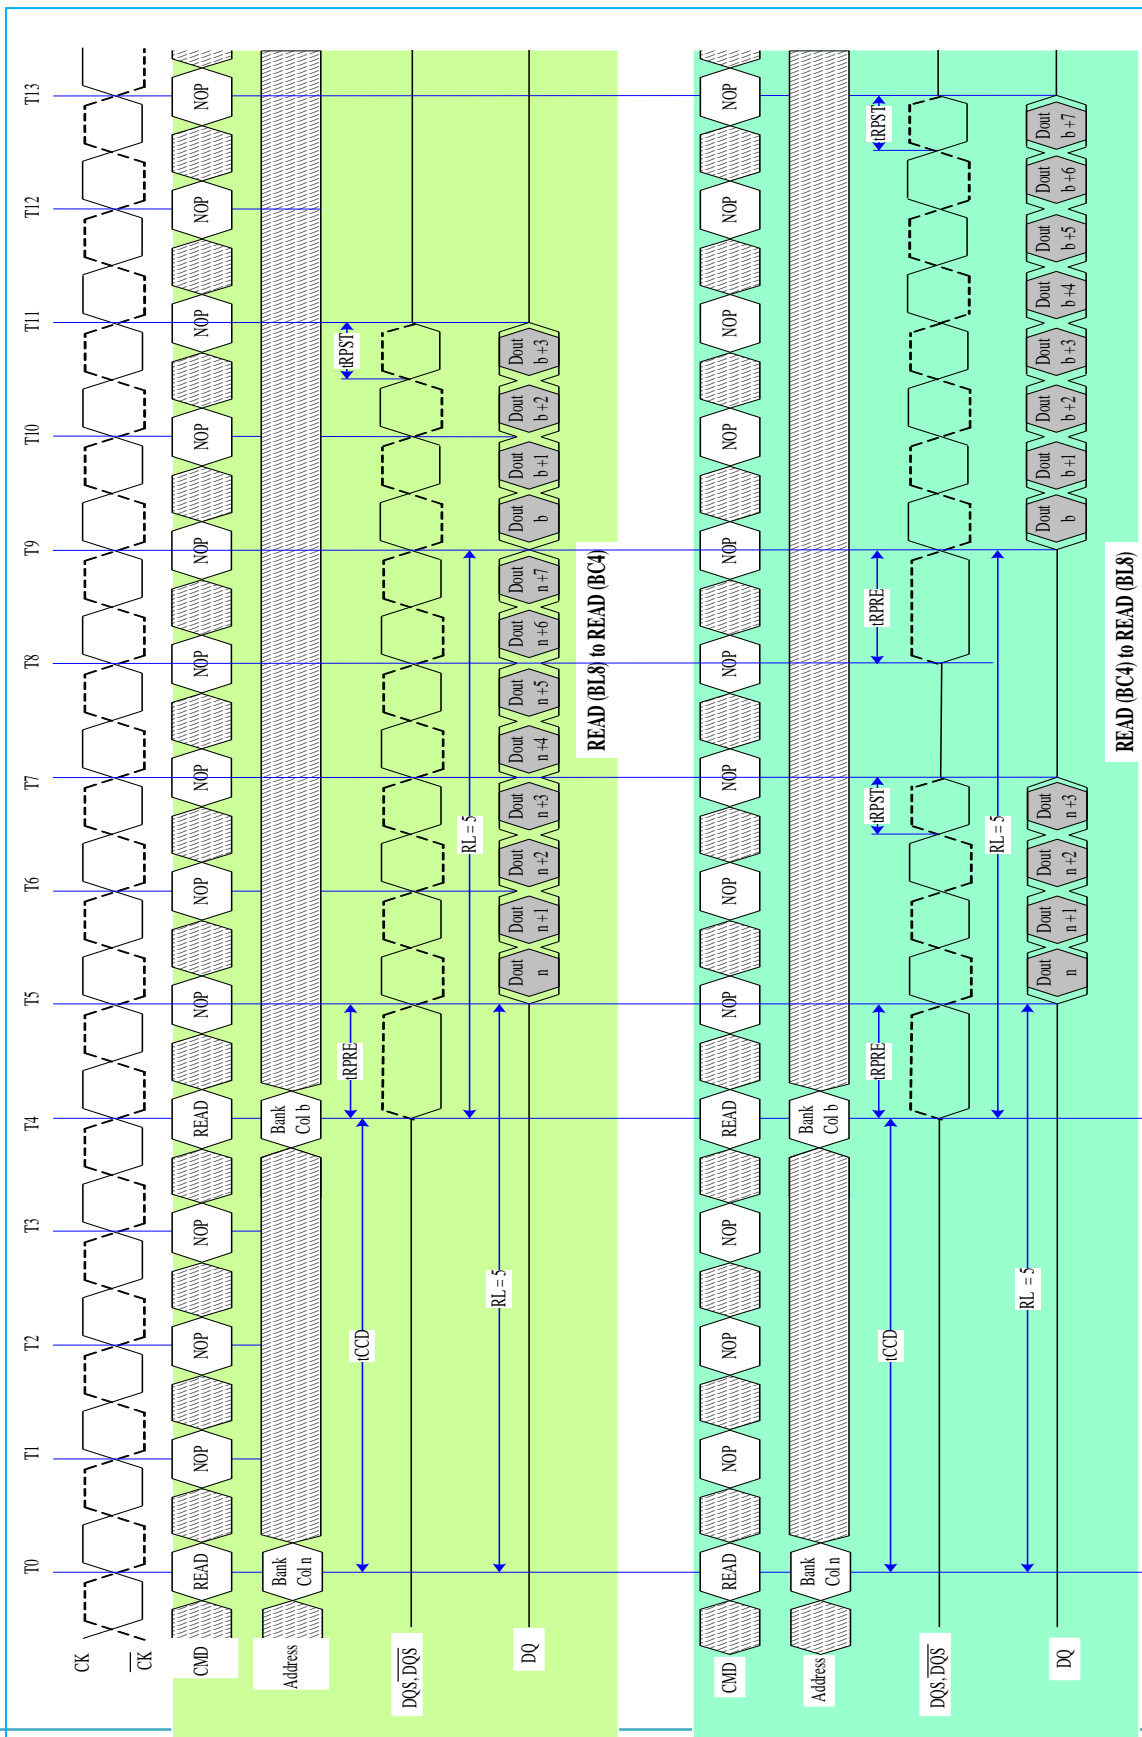 T0 T1 T2 T3 T4 T5 T6 T7 T8 T9 T10 T11 T12 T13
CK
CK
CMD READ NOP NOP NOP READ NOP NOP NOP NOP NOP NOP NOP NOP NOP
Address Bank Col n Bank Col b
tRPRE tRPST
tCCD
DQS, DQS
RL = 5
RL = 5
DQ Dout n Dout n+1 Dout n+2 Dout n+3 Dout n+4 Dout n+5 Dout n+6 Dout n+7 Dout b Dout b+1 Dout b+2 Dout b+3
READ (BL8) to READ (BC4)
CMD READ NOP NOP NOP READ NOP NOP NOP NOP NOP NOP NOP NOP NOP
Address Bank Col n Bank Col b
tRPRE tRPST tRPRE tRPST
tCCD
DQS, DQS
RL = 5
RL = 5
DQ Dout n Dout n+1 Dout n+2 Dout n+3 Dout b Dout b+1 Dout b+2 Dout b+3 Dout b+4 Dout b+5 Dout b+6 Dout b+7
READ (BC4) to READ (BL8)